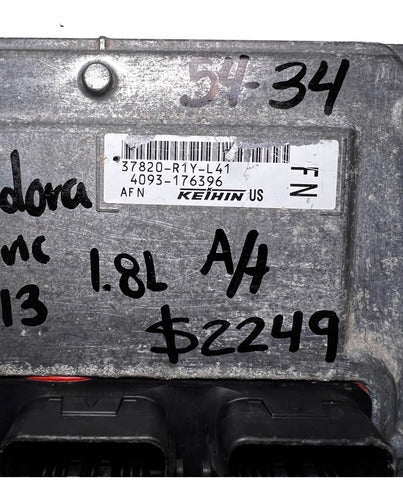 54-34
37820-R1Y-L41
4093-176396
AFN KEIHIN US
FN
dora
nc 1.8L A/H
13
$2249